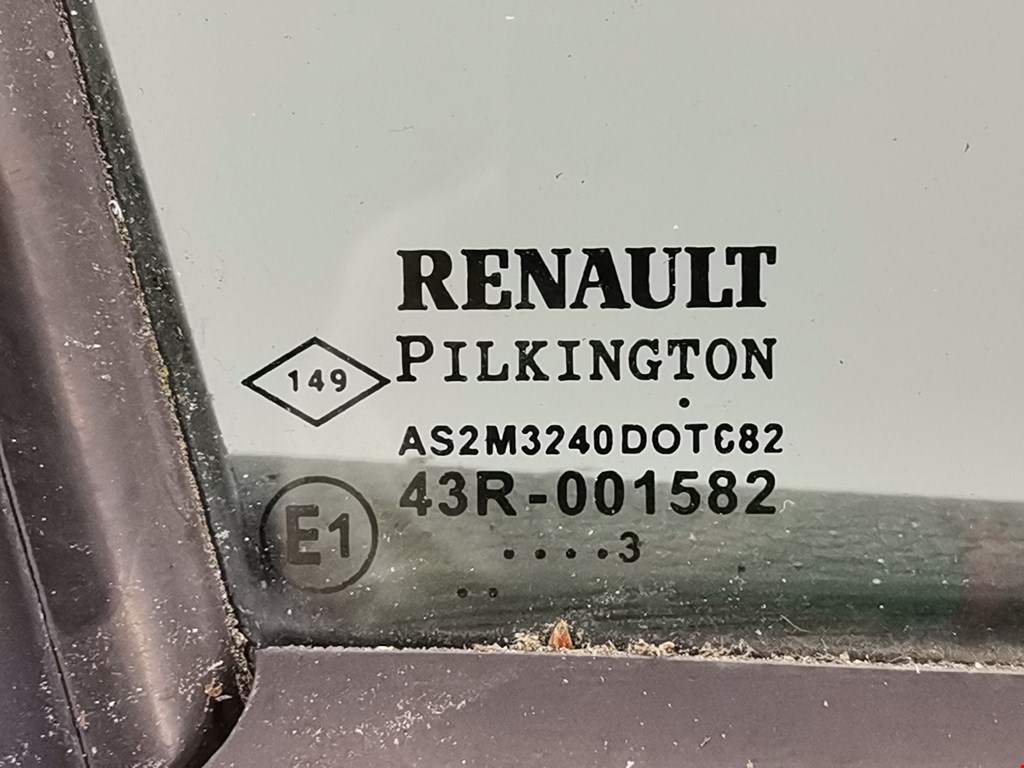 RENAULT
PILKINGTON
149
AS2M3240DOTC82
43R-001582
E1
....3
..